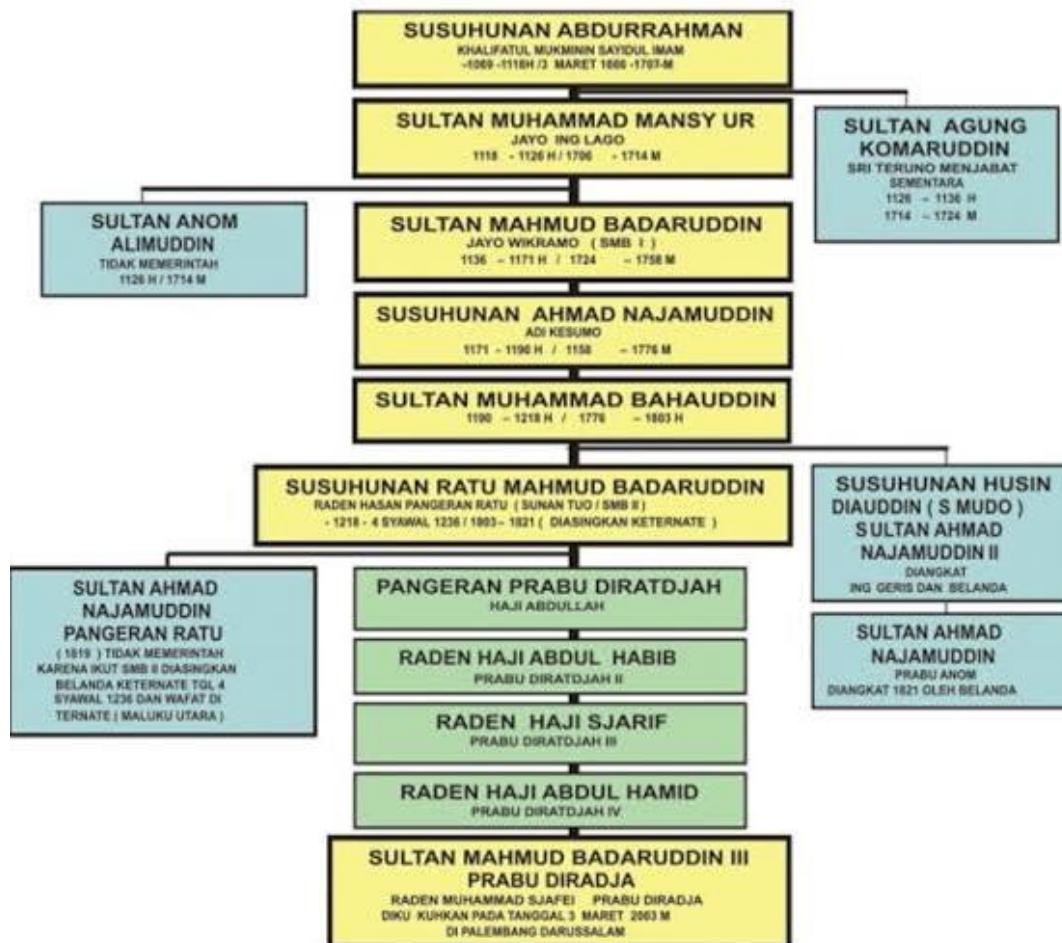 SUSUHUNAN ABDURRAHMAN
KHALIFATUL MUKMININ SAYIDUL IMAM
-1069 -1118H /3 MARET 1666 -1707-M
SULTAN MUHAMMAD MANSY UR
JAYO ING LAGO
1118 - 1126 H / 1706 - 1714 M
SULTAN AGUNG
KOMARUDDIN
SRI TERUNO MENJABAT
SEMENTARA
1126 - 1136 H
1714 - 1724 M
SULTAN ANOM
ALIMUDDIN
TIDAK MEMERINTAH
1126 H / 1714 M
SULTAN MAHMUD BADARUDDIN
JAYO WIKRAMO ( SMB I )
1136 - 1171 H / 1724 - 1758 M
SUSUHUNAN AHMAD NAJAMUDDIN
ADI KESUMO
1171 - 1190 H / 1158 - 1776 M
SULTAN MUHAMMAD BAHAUDDIN
1190 - 1218 H / 1776 - 1803 H
SUSUHUNAN RATU MAHMUD BADARUDDIN
RADEN HASAN PANGERAN RATU ( SUNAN TUO / SMB II )
- 1218 - 4 SYAWAL 1236 / 1803 - 1821 ( DIASINGKAN KETERNATE )
SUSUHUNAN HUSIN
DIAUDDIN ( S MUDO )
SULTAN AHMAD
NAJAMUDDIN II
DIANGKAT
ING GERIS DAN BELANDA
SULTAN AHMAD
NAJAMUDDIN
PRABU ANOM
DIANGKAT 1821 OLEH BELANDA
SULTAN AHMAD
NAJAMUDDIN
PANGERAN RATU
( 1819 ) TIDAK MEMERINTAH
KARENA IKUT SMB II DIASINGKAN
BELANDA KETERNATE TGL 4
SYAWAL 1236 DAN WAFAT DI
TERNATE ( MALUKU UTARA )
PANGERAN PRABU DIRATDJAH
HAJI ABDULLAH
RADEN HAJI ABDUL HABIB
PRABU DIRATDJAH II
RADEN HAJI SJARIF
PRABU DIRATDJAH III
RADEN HAJI ABDUL HAMID
PRABU DIRATDJAH IV
SULTAN MAHMUD BADARUDDIN III
PRABU DIRADJA
RADEN MUHAMMAD SJAFEI PRABU DIRADJA
DIKU KUHKAN PADA TANGGAL 3 MARET 2003 M
DI PALEMBANG DARUSSALAM